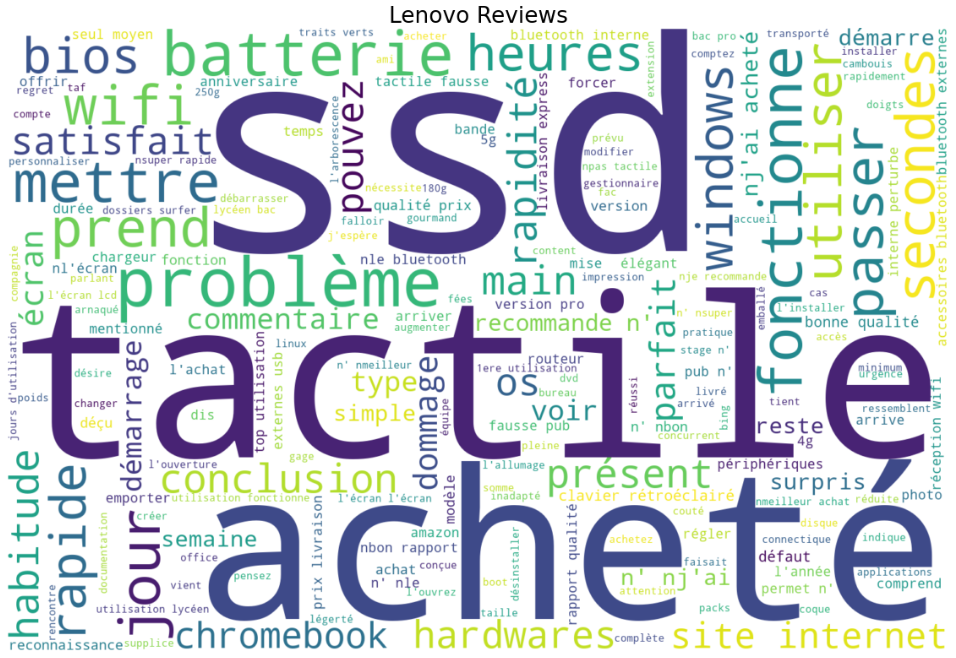 Lenovo Reviews
seul moyen
traits verts
acheter
bluetooth interne
bac pro
transporté
bios
batterie
heures
démarre
ami
comptez
installer
offrir
anniversaire
tactile fausse
forcer
extension
cambouis
rapidement
bluetooth externes
regret
taf
250g
pouvez
livraison express
windows
nj'ai acheté
fonctionne
utiliser
doigts
secondes
compte
wifi
ssd
temps
bande
5g
rapidité
prévu
modifier
satisfait
l'arborescence
npas tactile
gestionnaire
passer
personnaliser
nsuper rapide
nécessite
180g
fac
mettre
débarrasser
qualité prix
version
durée
dossiers surfer
lycéen bac
falloir
gourmand
accueil
interne perturbe
accessoires bluetooth
prend
j'espère
chargeur
fonction
content
écran
nl'écran
nle bluetooth
mise
élégant
compagnie
parlant
problème
main
impression
nje recommande
l'écran lcd
fées
version pro
emballé
cas
l'installer
arnaqué
mentionné
commentaire
arriver
augmenter
recommande n'
parfait
n' nsuper
pratique
bonne qualité
tactile
linux
routeur
stage n'
accès
jours d'utilisation
désire
démarrage
l'achat
top utilisation
externes usb
n' nmeilleur
1ere utilisation
pub n'
livré
minimum
poids
changer
type
dommage
os
dvd
bureau
réussi
arrivé
tient
urgence
déçu
dis
simple
équipe
voir
n' nbon
bing
reste
ressemblent
arrive
réception wifi
gage
fausse pub
pleine
concurrent
4g
l'ouverture
conclusion
l'allumage
présent
périphériques
surpris
habitude
rapide
emporter
utilisation fonctionne
l'écran l'écran
modèle
somme
inadapté
clavier rétroéclairé
nmeilleur achat
réduite
photo
créer
jour
acheté
amazon
couté
disque
documentation
semaine
office
prix livraison
nbon rapport
conçue
achetez
régler
connectique
indique
vient
pensez
achat
l'ouvrez
boot
désinstaller
rapport qualité
faisait
défaut
l'année
applications
n' nle
n' nj'ai
attention
permet n'
comprend
utilisation lycéen
légerté
taille
packs
coque
rencontre
reconnaissance
supplice
chromebook
hardwares
complète
site internet